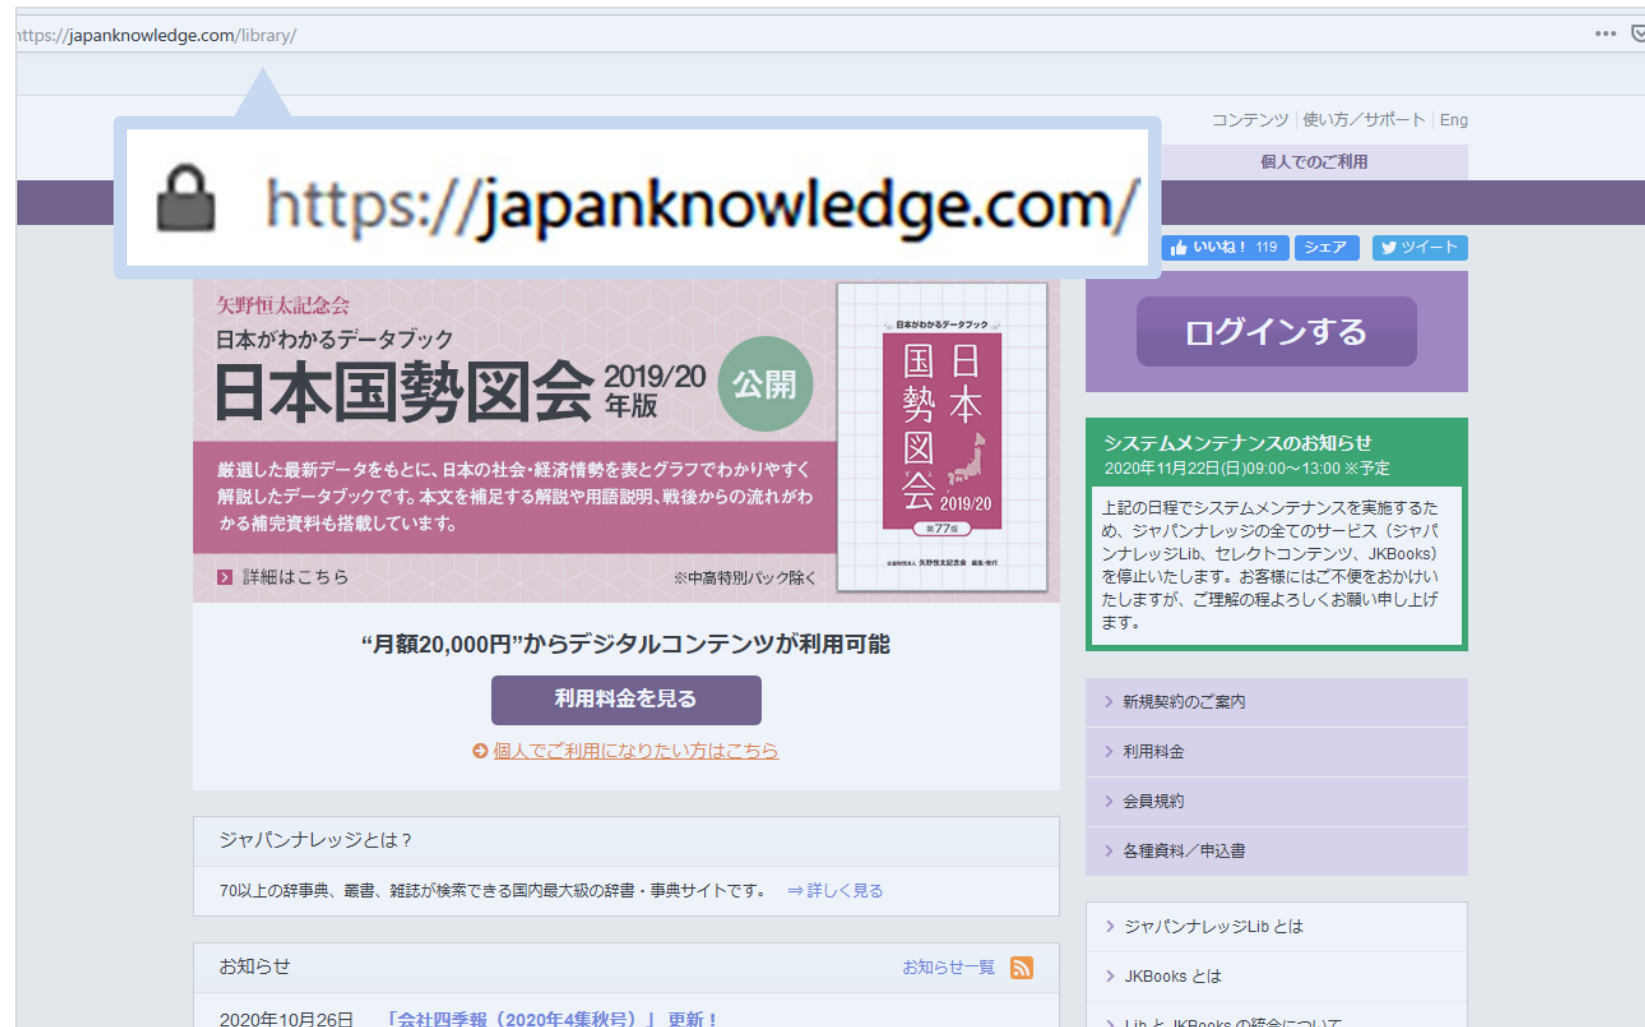 https://japanknowledge.com/library/
コンテンツ | 使い方／サポート | Eng
https://japanknowledge.com/
個人でのご利用
いいね！ 119 シェア ツイート
矢野恒太記念会
日本がわかるデータブック
日本国勢図会 2019/20年版 公開
厳選した最新データをもとに、日本の社会・経済情勢を表とグラフでわかりやすく
解説したデータブックです。本文を補足する解説や用語説明、戦後からの流れがわ
かる補完資料も搭載しています。
詳細はこちら
※中高特別パック除く
日本がわかるデータブック
日本
国勢図会
2019/20
第77版
“月額20,000円”からデジタルコンテンツが利用可能
利用料金を見る
個人でご利用になりたい方はこちら
ジャパンナレッジとは？
70以上の辞事典、叢書、雑誌が検索できる国内最大級の辞書・事典サイトです。 ⇒詳しく見る
お知らせ
お知らせ一覧
2020年10月26日 「会社四季報（2020年4集秋号）」 更新！
ログインする
システムメンテナンスのお知らせ
2020年11月22日(日)09:00～13:00 ※予定
上記の日程でシステムメンテナンスを実施するた
め、ジャパンナレッジの全てのサービス（ジャパ
ンナレッジLib、セレクトコンテンツ、JKBooks)
を停止いたします。お客様にはご不便をおかけい
たしますが、ご理解の程よろしくお願い申し上げ
ます。
新規契約のご案内
利用料金
会員規約
各種資料／申込書
ジャパンナレッジLib とは
JKBooks とは
Lib と JKBooks の統合について